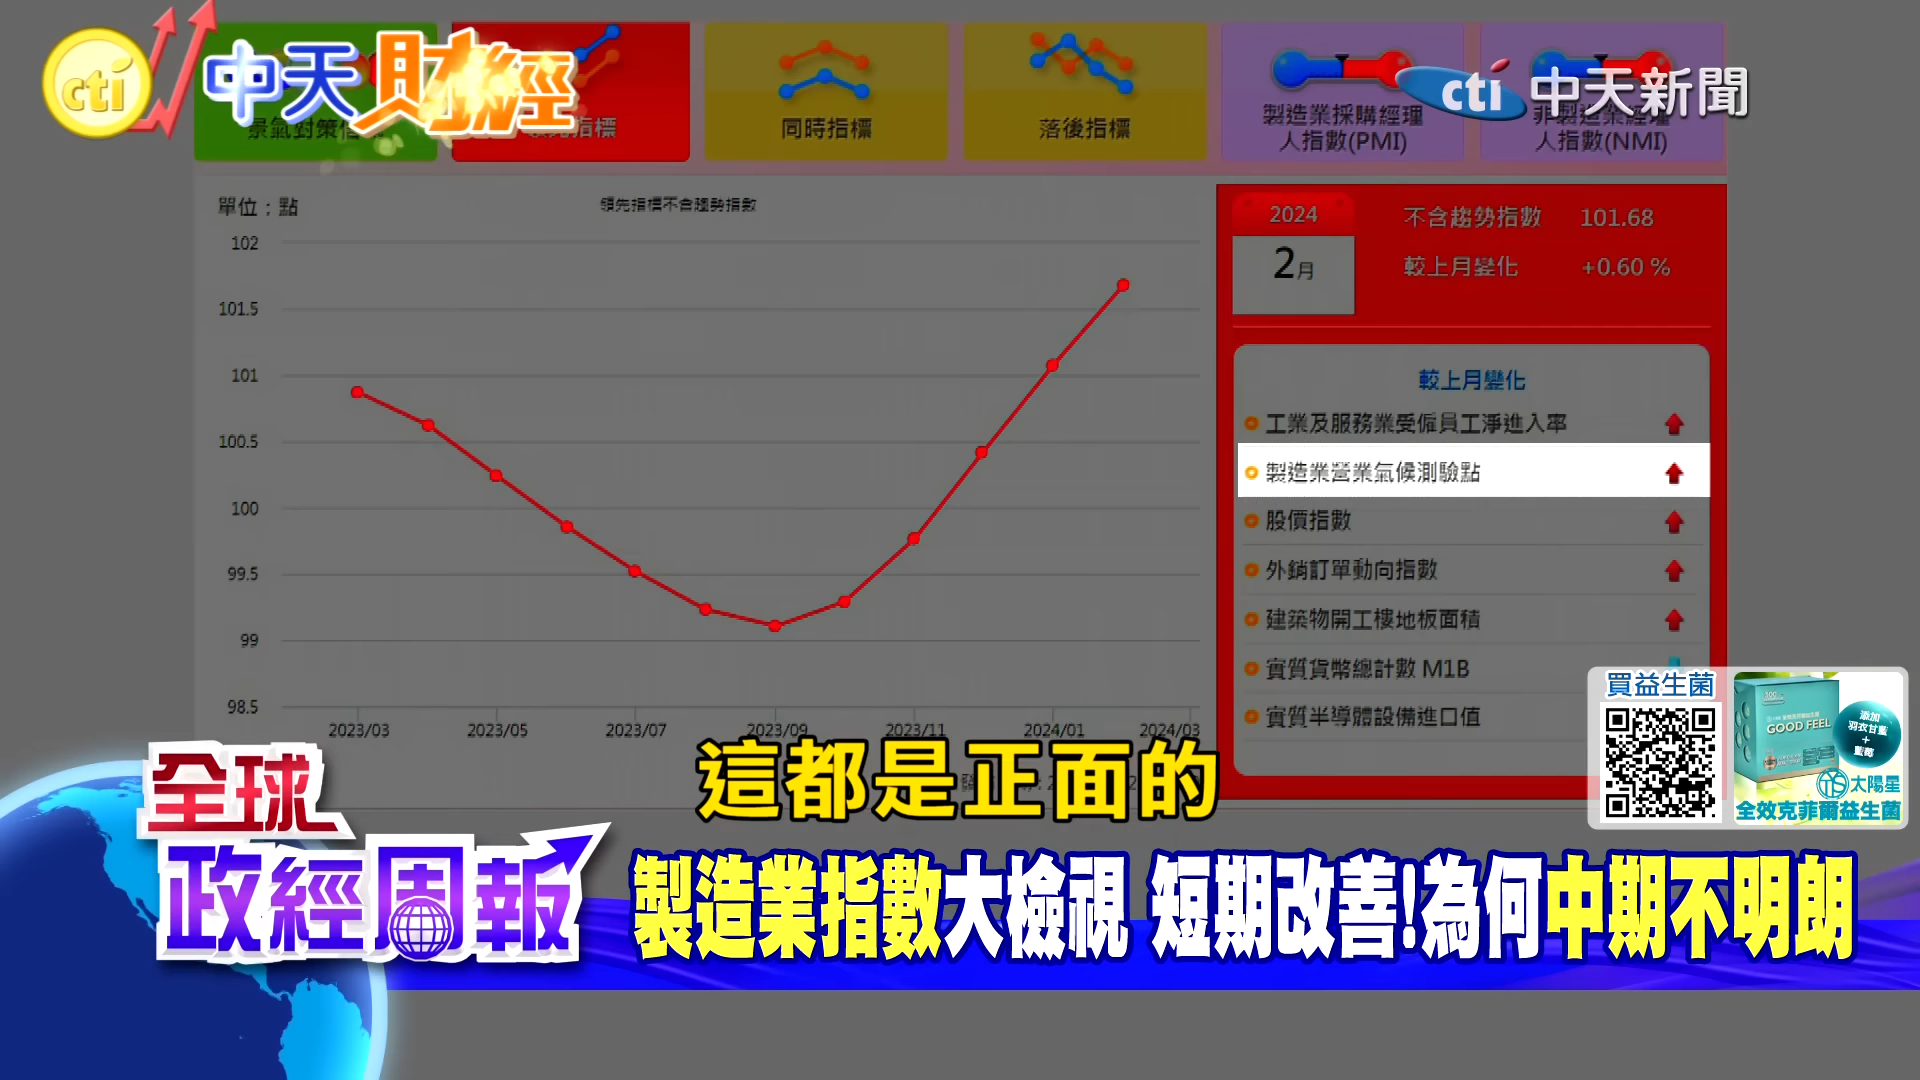 cti 中天財經
cti 中天新聞
景氣對策信
領先指標
同時指標
落後指標
製造業採購經理
人指數(PMI)
非製造業經理
人指數(NMI)
單位：點
領先指標不含趨勢指數
102
101.5
101
100.5
100
99.5
99
98.5
2023/03
2023/05
2023/07
2023/09
2023/11
2024/01
2024/03
2024
2月
不含趨勢指數 101.68
較上月變化 +0.60 %
較上月變化
工業及服務業受僱員工淨進入率
製造業營業氣候測驗點
股價指數
外銷訂單動向指數
建築物開工樓地板面積
實質貨幣總計數 M1B
實質半導體設備進口值
買益生菌
GOOD FEEL
添加
羽衣甘藍
+
藍莓
太陽星
全效克菲爾益生菌
這都是正面的
全球
政經周報
製造業指數大檢視 短期改善!為何中期不明朗